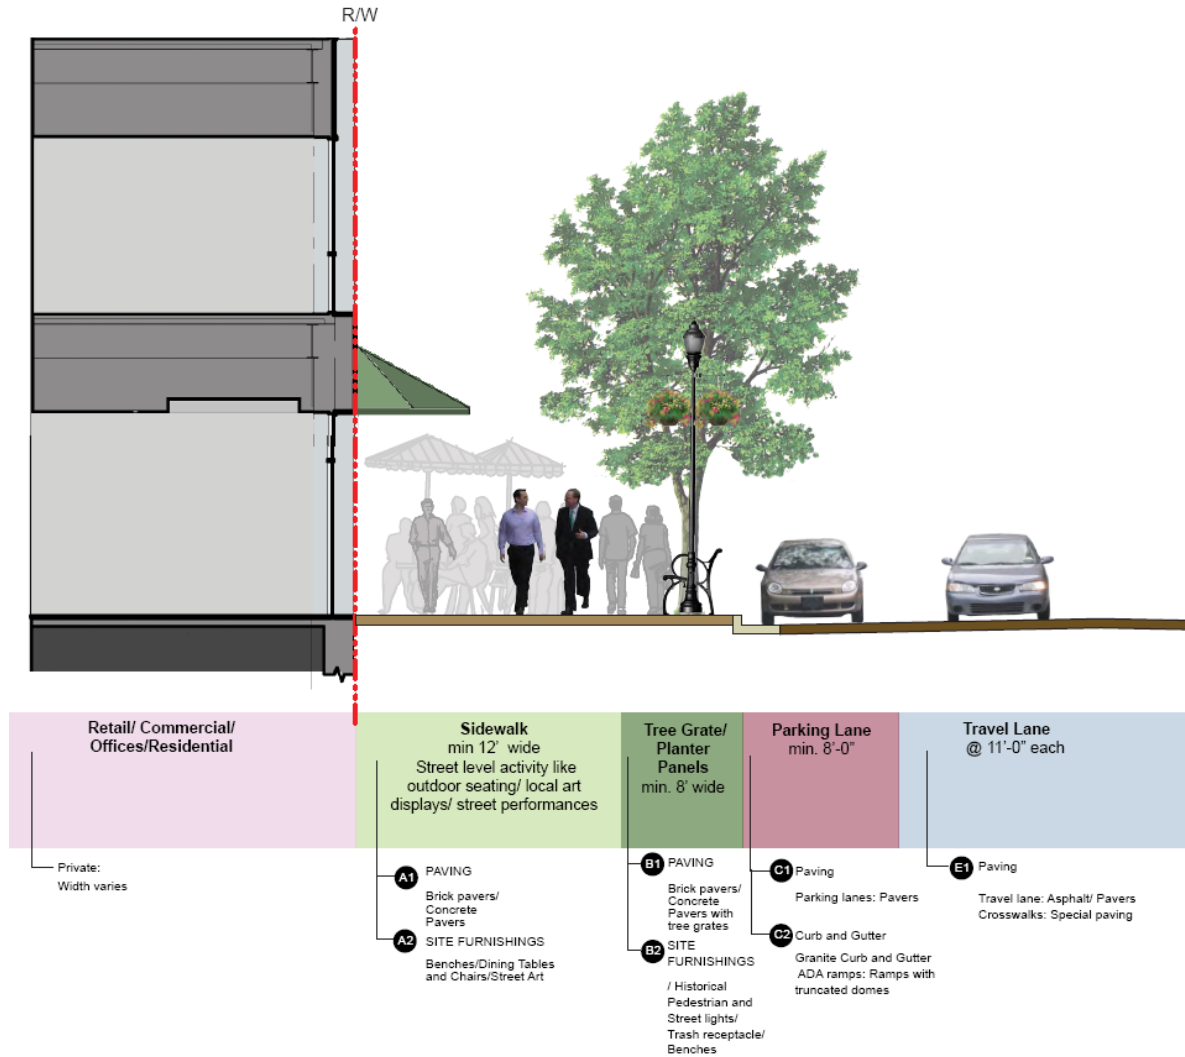 R/W
Retail/ Commercial/
Offices/Residential
Private:
Width varies
Sidewalk
min 12' wide
Street level activity like
outdoor seating/ local art
displays/ street performances
A1 PAVING
Brick pavers/
Concrete
Pavers
A2 SITE FURNISHINGS
Benches/Dining Tables
and Chairs/Street Art
Tree Grate/
Planter
Panels
min. 8' wide
B1 PAVING
Brick pavers/
Concrete
Pavers with
tree grates
B2 SITE
FURNISHINGS
/ Historical
Pedestrian and
Street lights/
Trash receptacle/
Benches
Parking Lane
min. 8'-0"
C1 Paving
Parking lanes: Pavers
C2 Curb and Gutter
Granite Curb and Gutter
ADA ramps: Ramps with
truncated domes
Travel Lane
@ 11'-0" each
E1 Paving
Travel lane: Asphalt/ Pavers
Crosswalks: Special paving